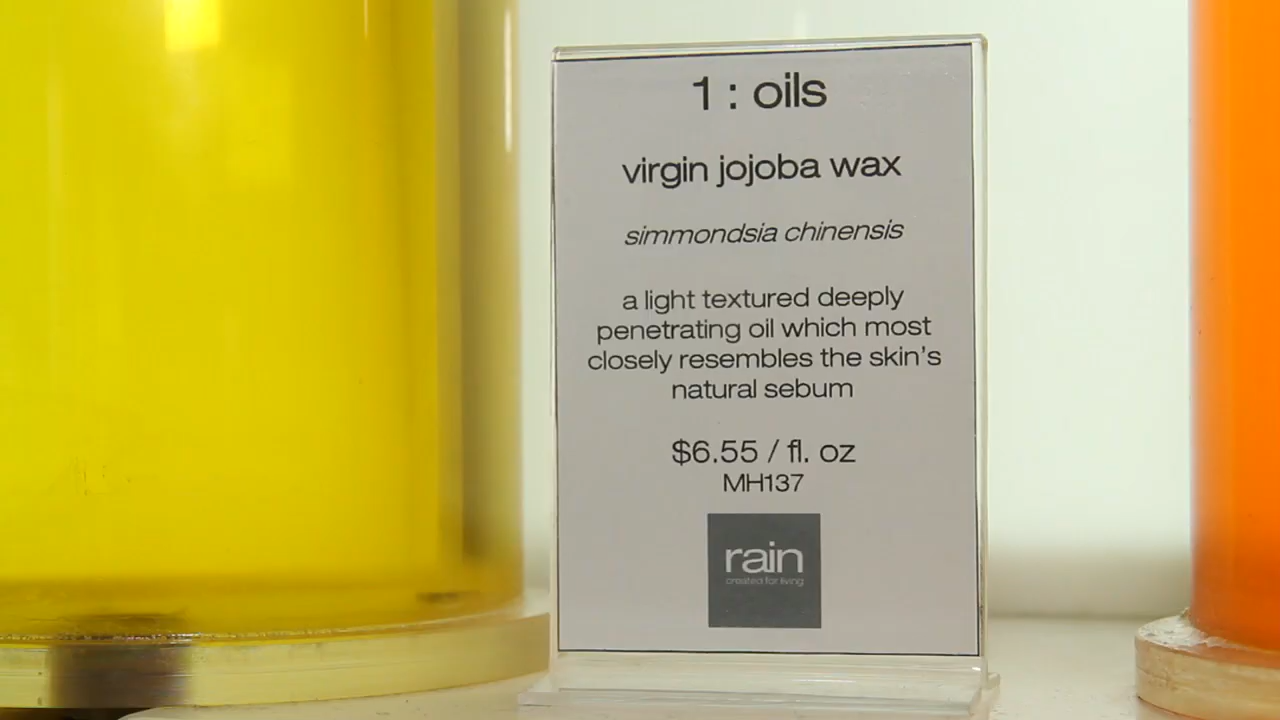 1 : oils
virgin jojoba wax
simmondsia chinensis
a light textured deeply
penetrating oil which most
closely resembles the skin's
natural sebum
$6.55 / fl. oz
MH137
rain
created for living